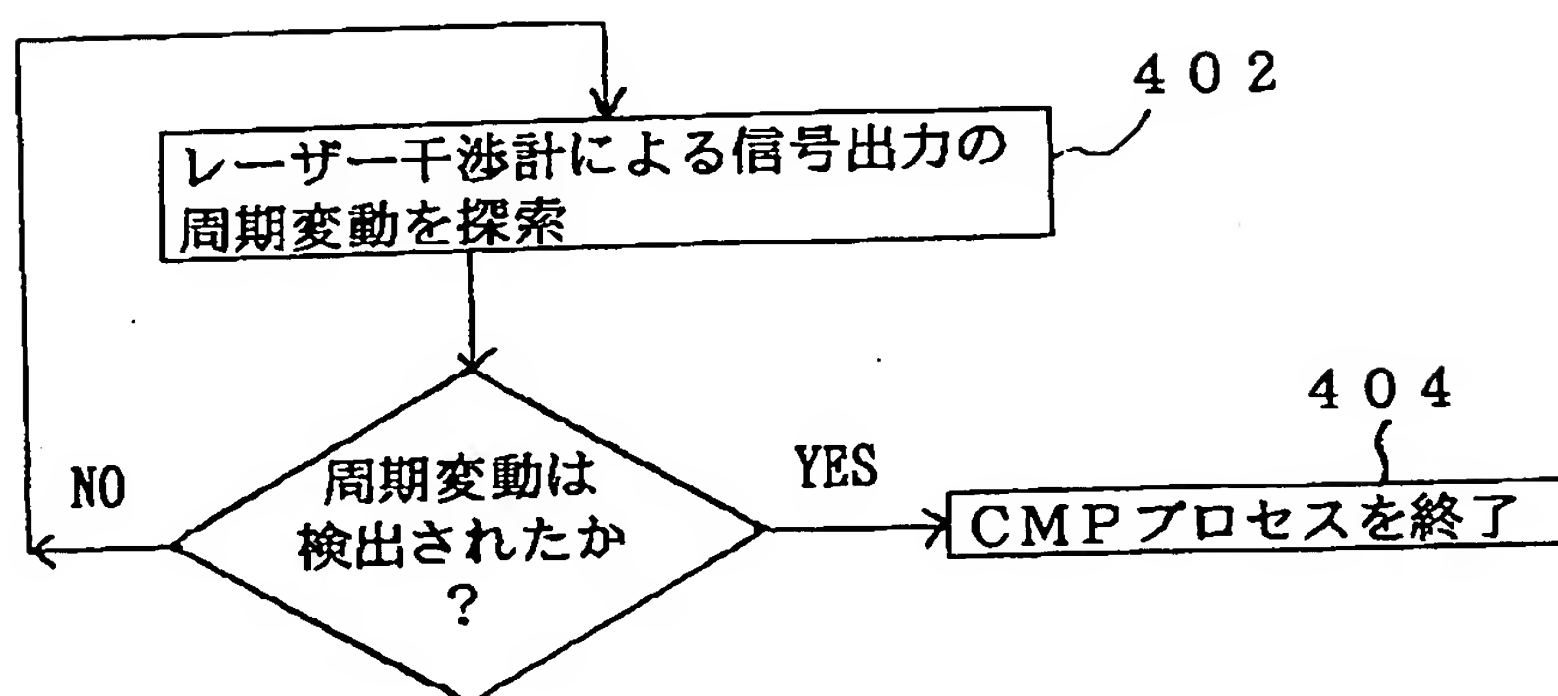 ４０２
レーザー干渉計による信号出力の
周期変動を探索
４０４
NO
周期変動は
検出されたか
？
YES
ＣＭＰプロセスを終了